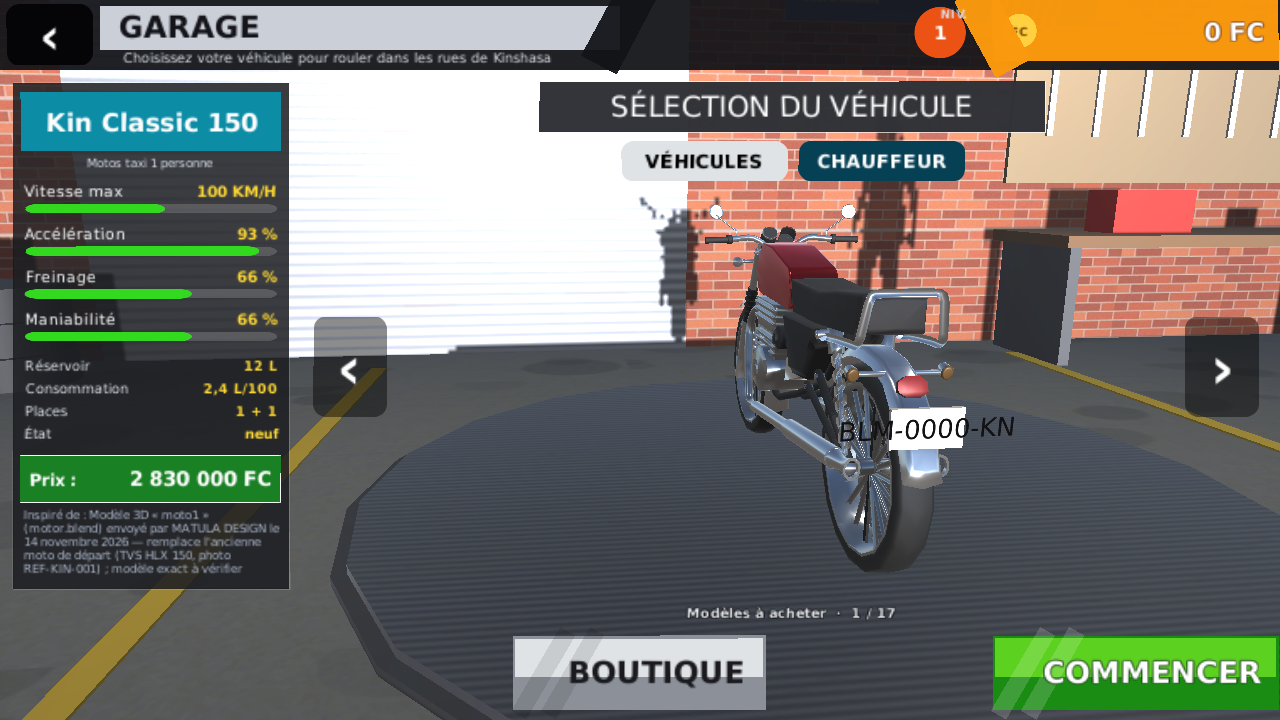 GARAGE
Choisissez votre véhicule pour rouler dans les rues de Kinshasa
NIV
1
FC
0 FC
Kin Classic 150
Motos taxi 1 personne
Vitesse max 100 KM/H
Accélération 93 %
Freinage 66 %
Maniabilité 66 %
Réservoir 12 L
Consommation 2,4 L/100
Places 1 + 1
État neuf
Prix : 2 830 000 FC
Inspiré de : Modèle 3D « moto1 »
(motor.blend) envoyé par MATULA DESIGN le
14 novembre 2026 — remplace l'ancienne
moto de départ (TVS HLX 150, photo
REF-KIN-001) ; modèle exact à vérifier
SÉLECTION DU VÉHICULE
VÉHICULES
CHAUFFEUR
BLM-0000-KN
Modèles à acheter · 1 / 17
BOUTIQUE
COMMENCER